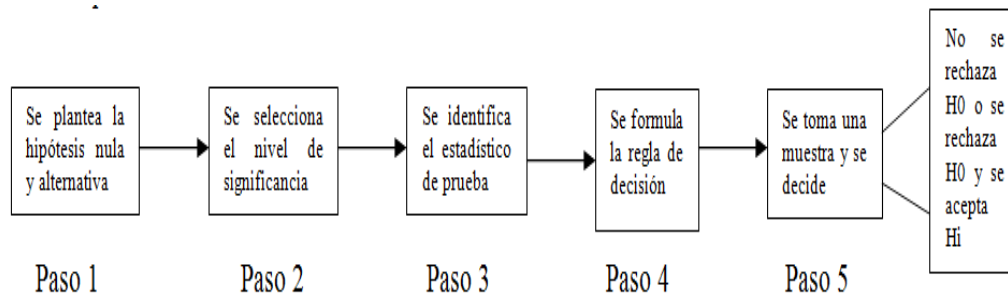 Se plantea la
hipótesis nula
y alternativa
Se selecciona
el nivel de
significancia
Se identifica
el estadístico
de prueba
Se formula
la regla de
decisión
Se toma una
muestra y se
decide
No se
rechaza
H0 o se
rechaza
H0 y se
acepta
Hi
Paso 1
Paso 2
Paso 3
Paso 4
Paso 5